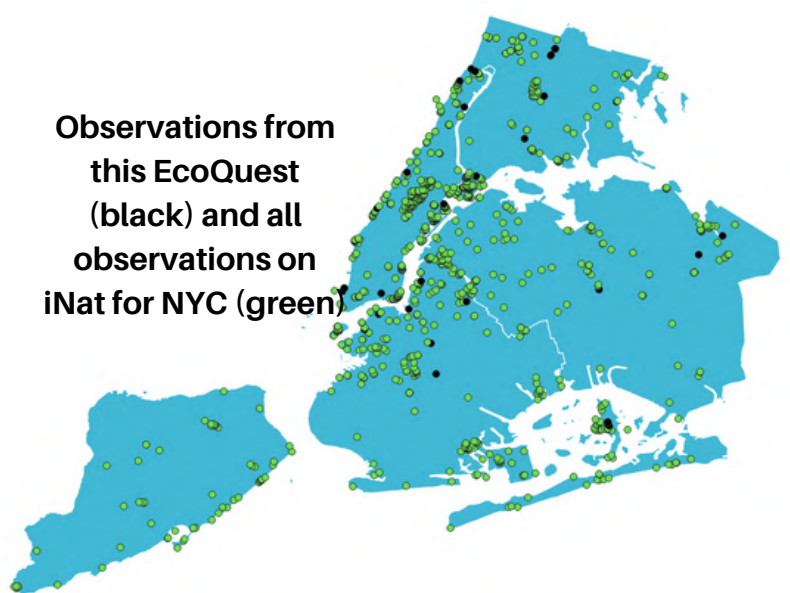 Observations from
this EcoQuest
(black) and all
observations on
iNat for NYC (green)